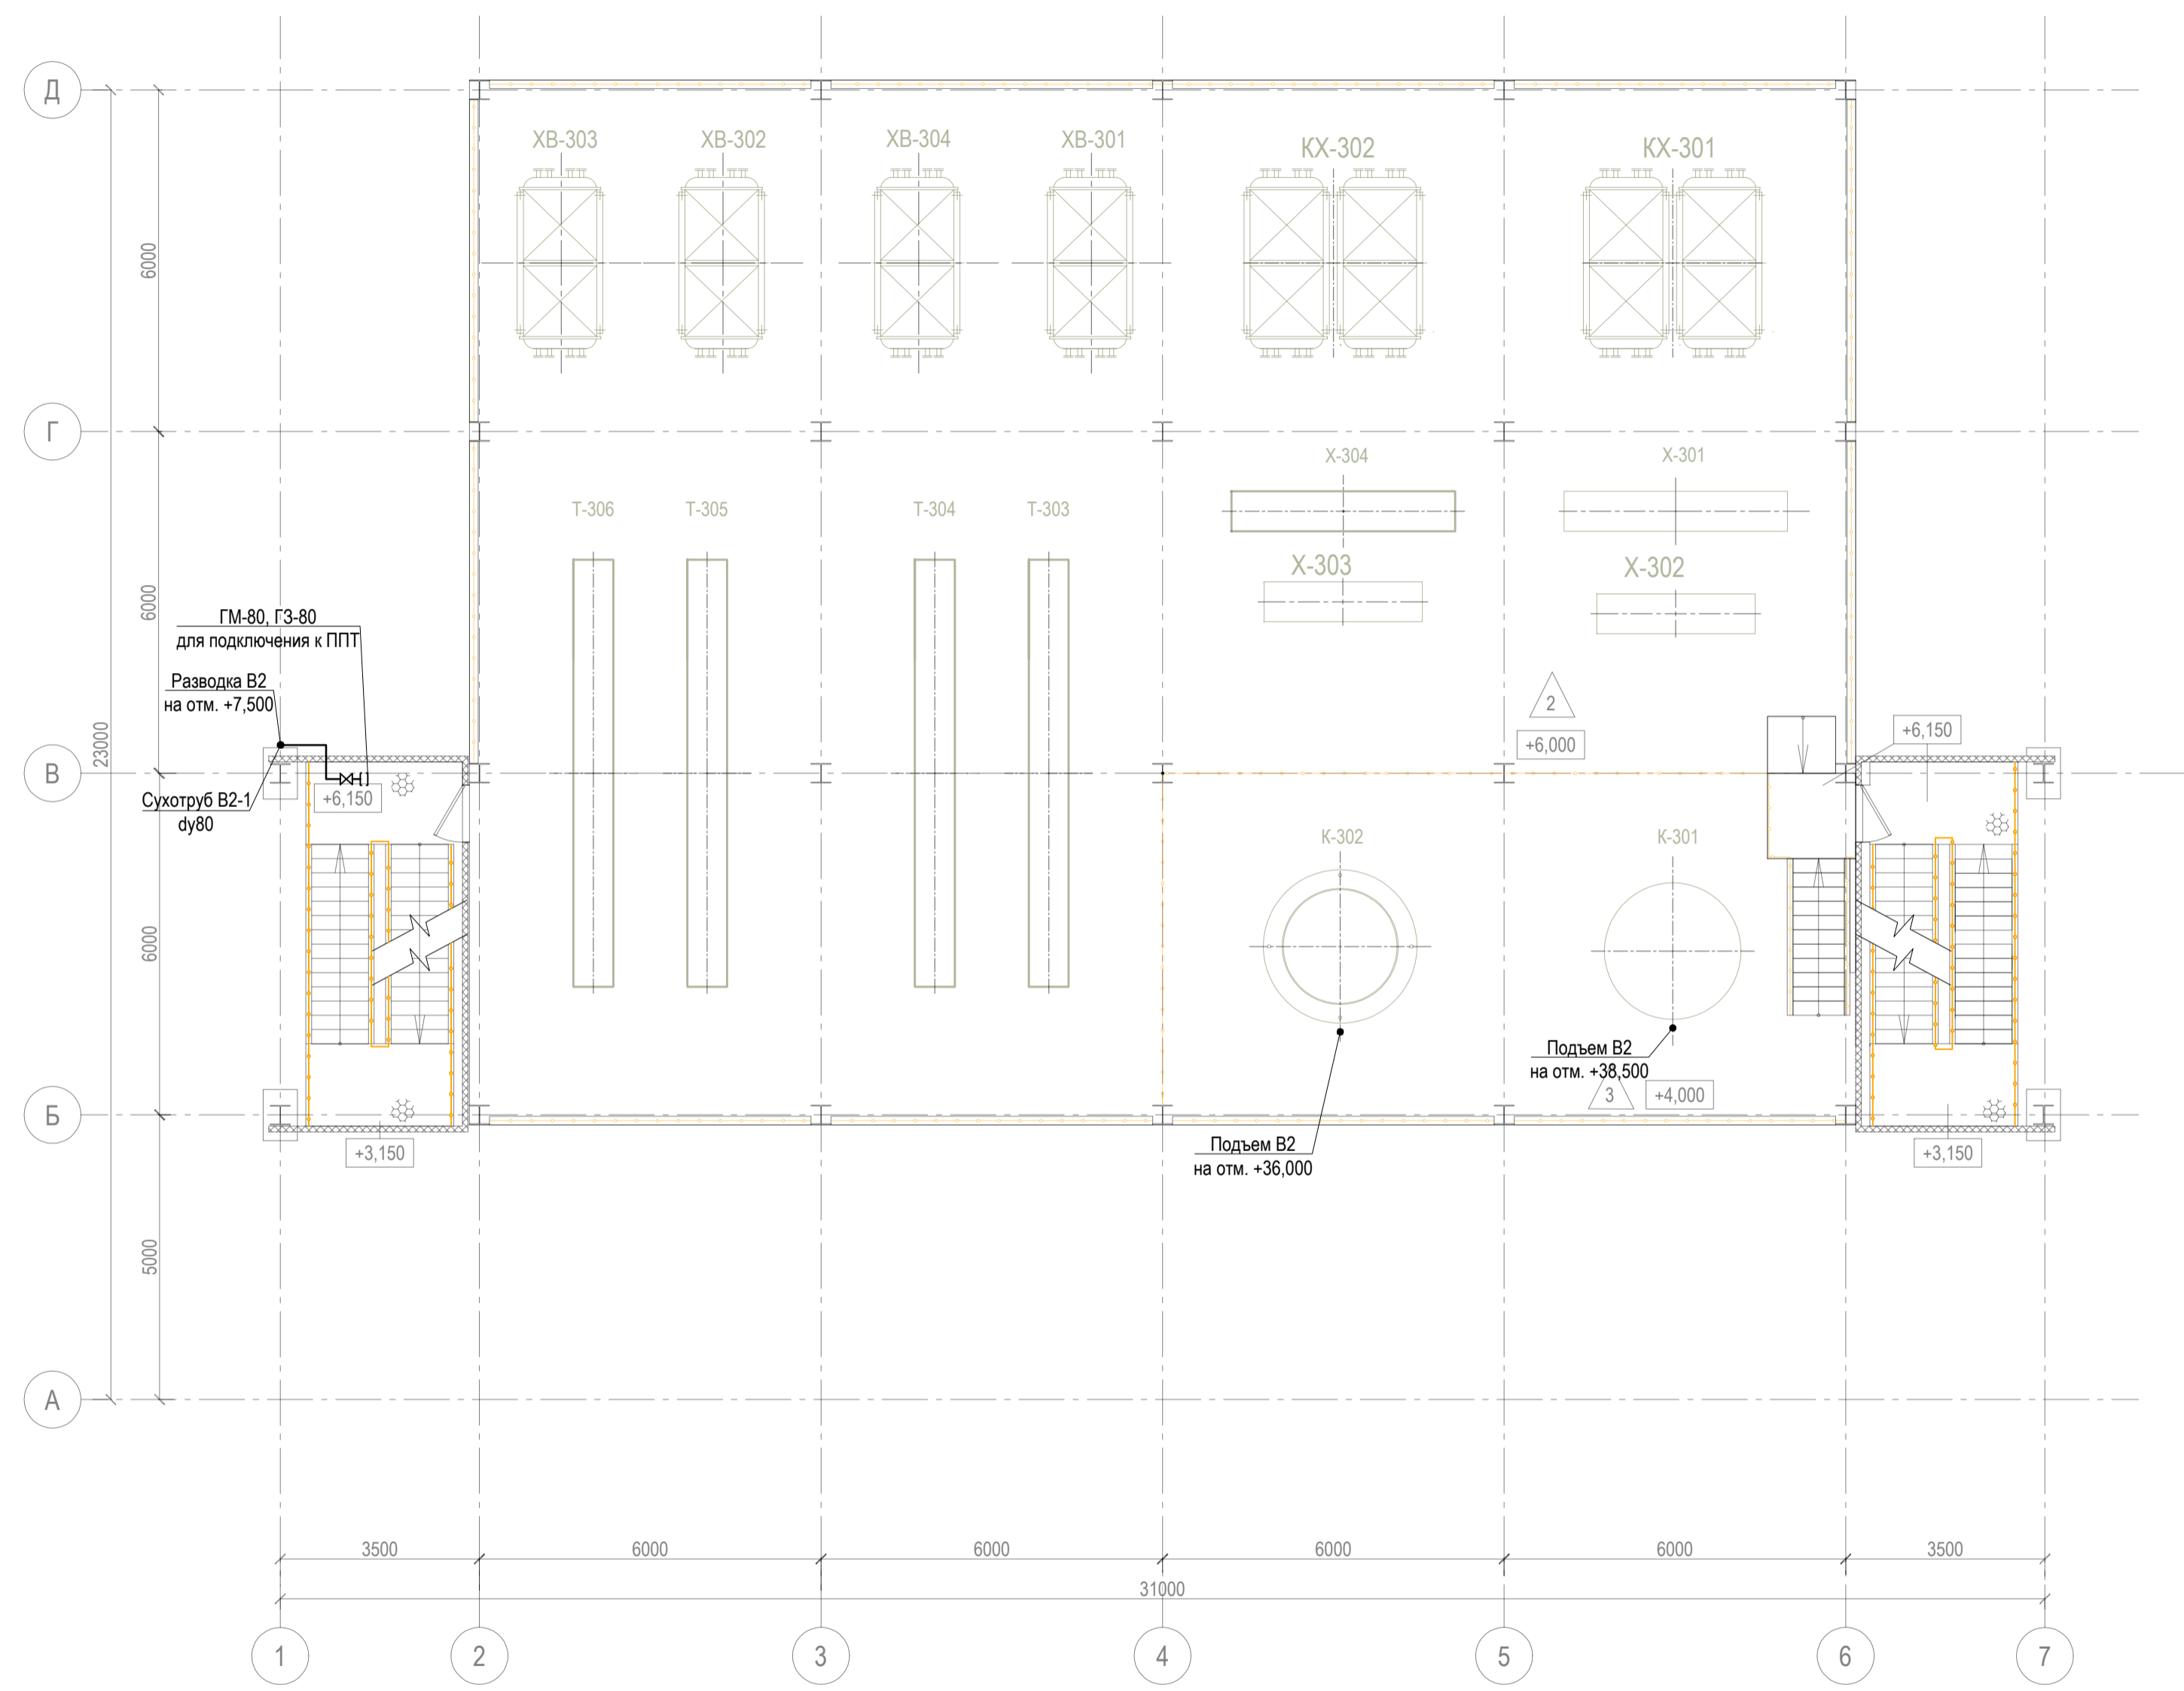 Д
ХВ-303
ХВ-302
ХВ-304
ХВ-301
КХ-302
КХ-301
6000
Г
Х-304
Х-301
Т-306
Т-305
Т-304
Т-303
Х-303
Х-302
6000
ГМ-80, ГЗ-80
для подключения к ППТ
Разводка В2
на отм. +7,500
2
+6,000
+6,150
23000
В
Сухотруб В2-1
dy80
+6,150
К-302
К-301
6000
Подъем В2
на отм. +38,500
3
+4,000
Б
+3,150
Подъем В2
на отм. +36,000
+3,150
5000
А
3500
6000
6000
6000
6000
3500
31000
1
2
3
4
5
6
7